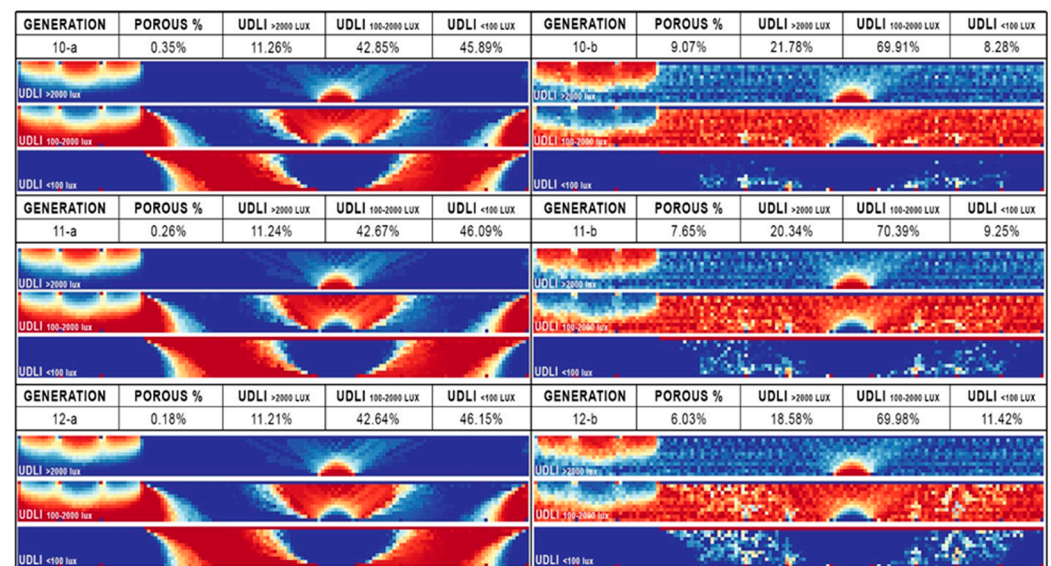 GENERATION POROUS % UDLI >2000 LUX UDLI 100-2000 LUX UDLI <100 LUX GENERATION POROUS % UDLI >2000 LUX UDLI 100-2000 LUX UDLI <100 LUX
10-a 0.35% 11.26% 42.85% 45.89% 10-b 9.07% 21.78% 69.91% 8.28%
UDLI >2000 lux UDLI >2000 lux
UDLI 100-2000 lux UDLI 100-2000 lux
UDLI <100 lux UDLI <100 lux
GENERATION POROUS % UDLI >2000 LUX UDLI 100-2000 LUX UDLI <100 LUX GENERATION POROUS % UDLI >2000 LUX UDLI 100-2000 LUX UDLI <100 LUX
11-a 0.26% 11.24% 42.67% 46.09% 11-b 7.65% 20.34% 70.39% 9.25%
UDLI >2000 lux UDLI >2000 lux
UDLI 100-2000 lux UDLI 100-2000 lux
UDLI <100 lux UDLI <100 lux
GENERATION POROUS % UDLI >2000 LUX UDLI 100-2000 LUX UDLI <100 LUX GENERATION POROUS % UDLI >2000 LUX UDLI 100-2000 LUX UDLI <100 LUX
12-a 0.18% 11.21% 42.64% 46.15% 12-b 6.03% 18.58% 69.98% 11.42%
UDLI >2000 lux UDLI >2000 lux
UDLI 100-2000 lux UDLI 100-2000 lux
UDLI <100 lux UDLI <100 lux